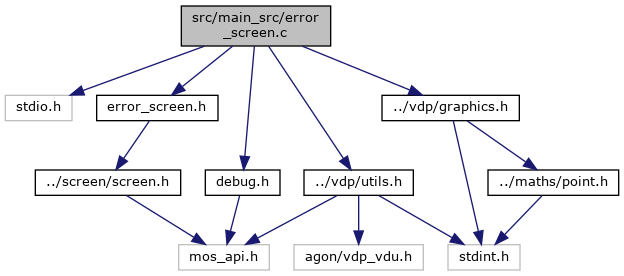 src/main_src/error
_screen.c
stdio.h
error_screen.h
../vdp/graphics.h
../screen/screen.h
debug.h
../vdp/utils.h
../maths/point.h
mos_api.h
agon/vdp_vdu.h
stdint.h